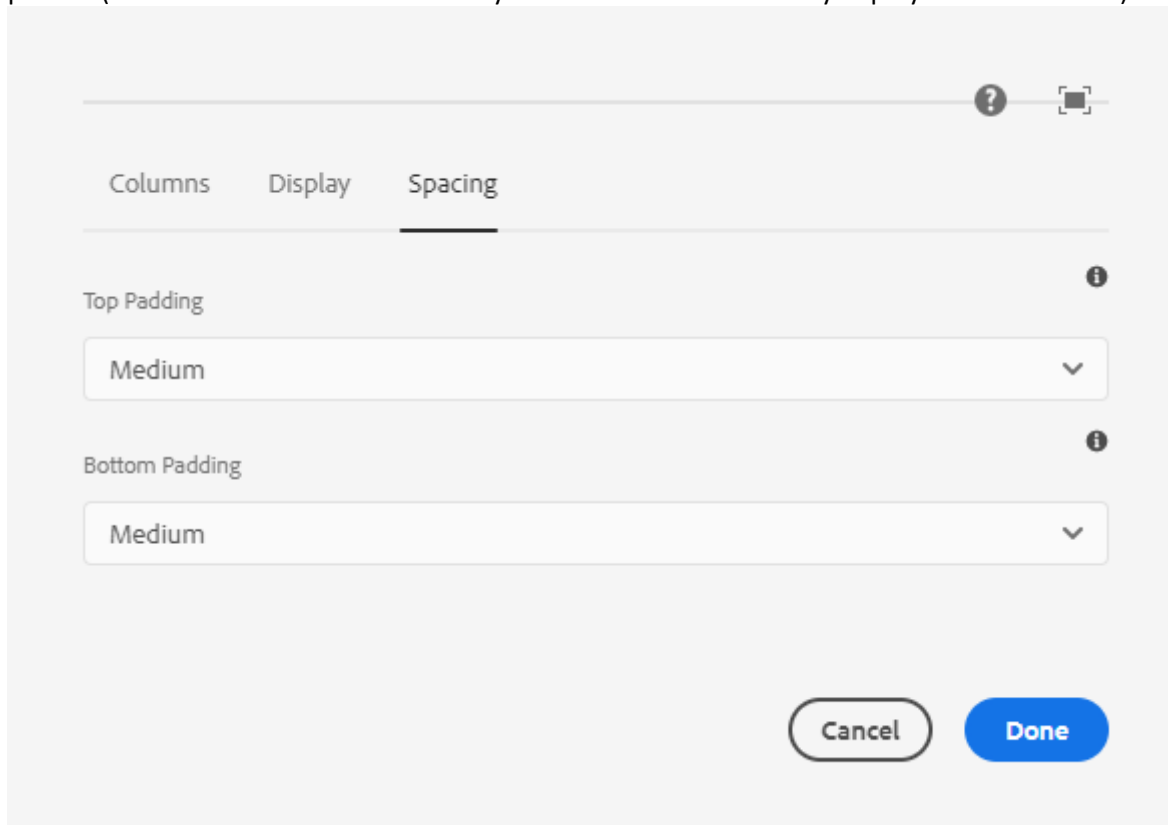 Columns Display Spacing
Top Padding
Medium
Bottom Padding
Medium
Cancel Done